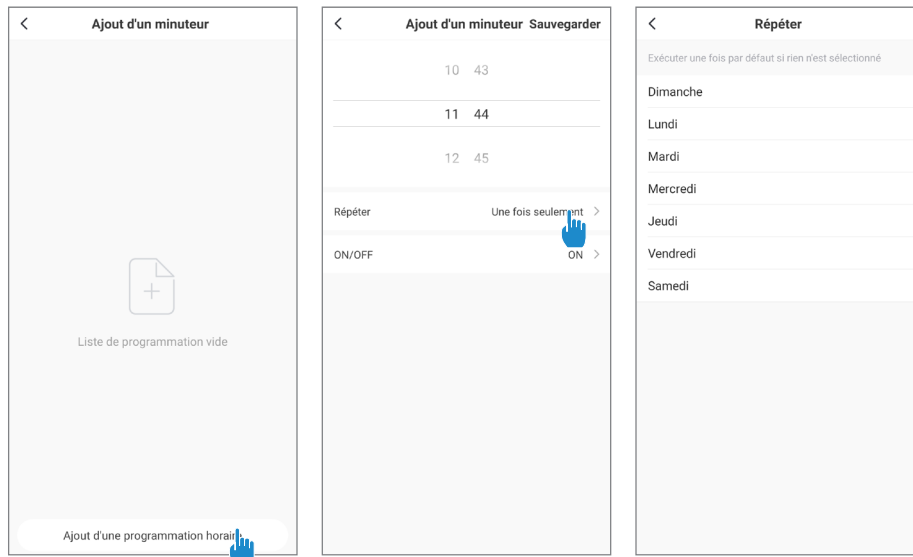 Ajout d'un minuteur
Liste de programmation vide
Ajout d'une programmation horaire
Ajout d'un minuteur Sauvegarder
10 43
11 44
12 45
Répéter Une fois seulement
ON/OFF ON
Répéter
Exécuter une fois par défaut si rien n'est sélectionné
Dimanche
Lundi
Mardi
Mercredi
Jeudi
Vendredi
Samedi